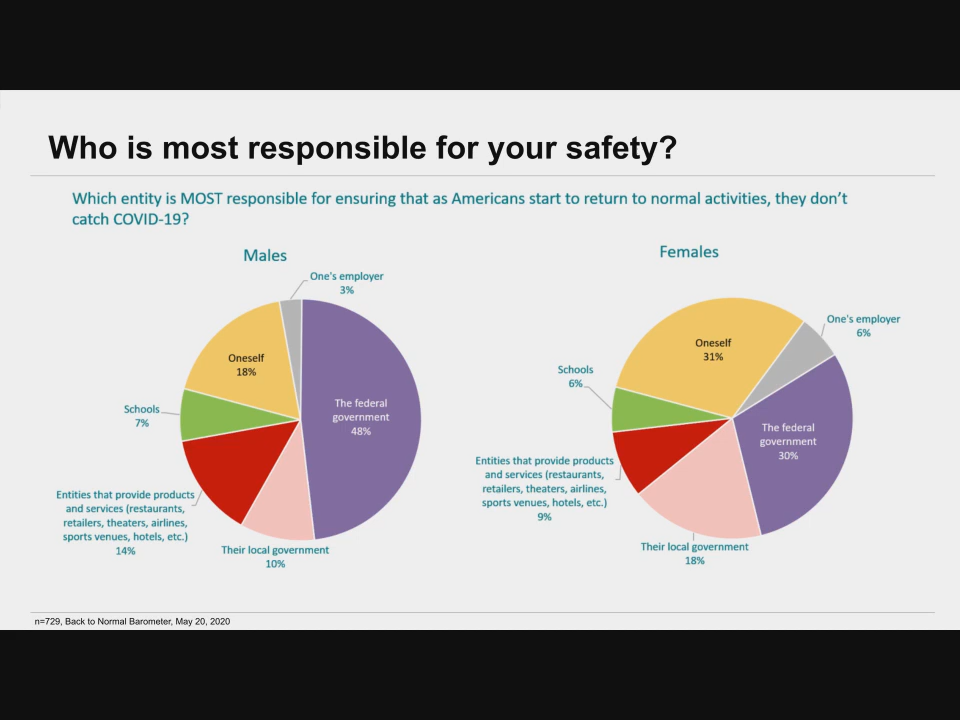 Who is most responsible for your safety?
Which entity is MOST responsible for ensuring that as Americans start to return to normal activities, they don't
catch COVID-19?
Males
One's employer
3%
Oneself
18%
The federal
government
48%
Schools
7%
Entities that provide products
and services (restaurants,
retailers, theaters, airlines,
sports venues, hotels, etc.)
14%
Their local government
10%
Females
One's employer
6%
Oneself
31%
Schools
6%
The federal
government
30%
Entities that provide products
and services (restaurants,
retailers, theaters, airlines,
sports venues, hotels, etc.)
9%
Their local government
18%
n=729, Back to Normal Barometer, May 20, 2020